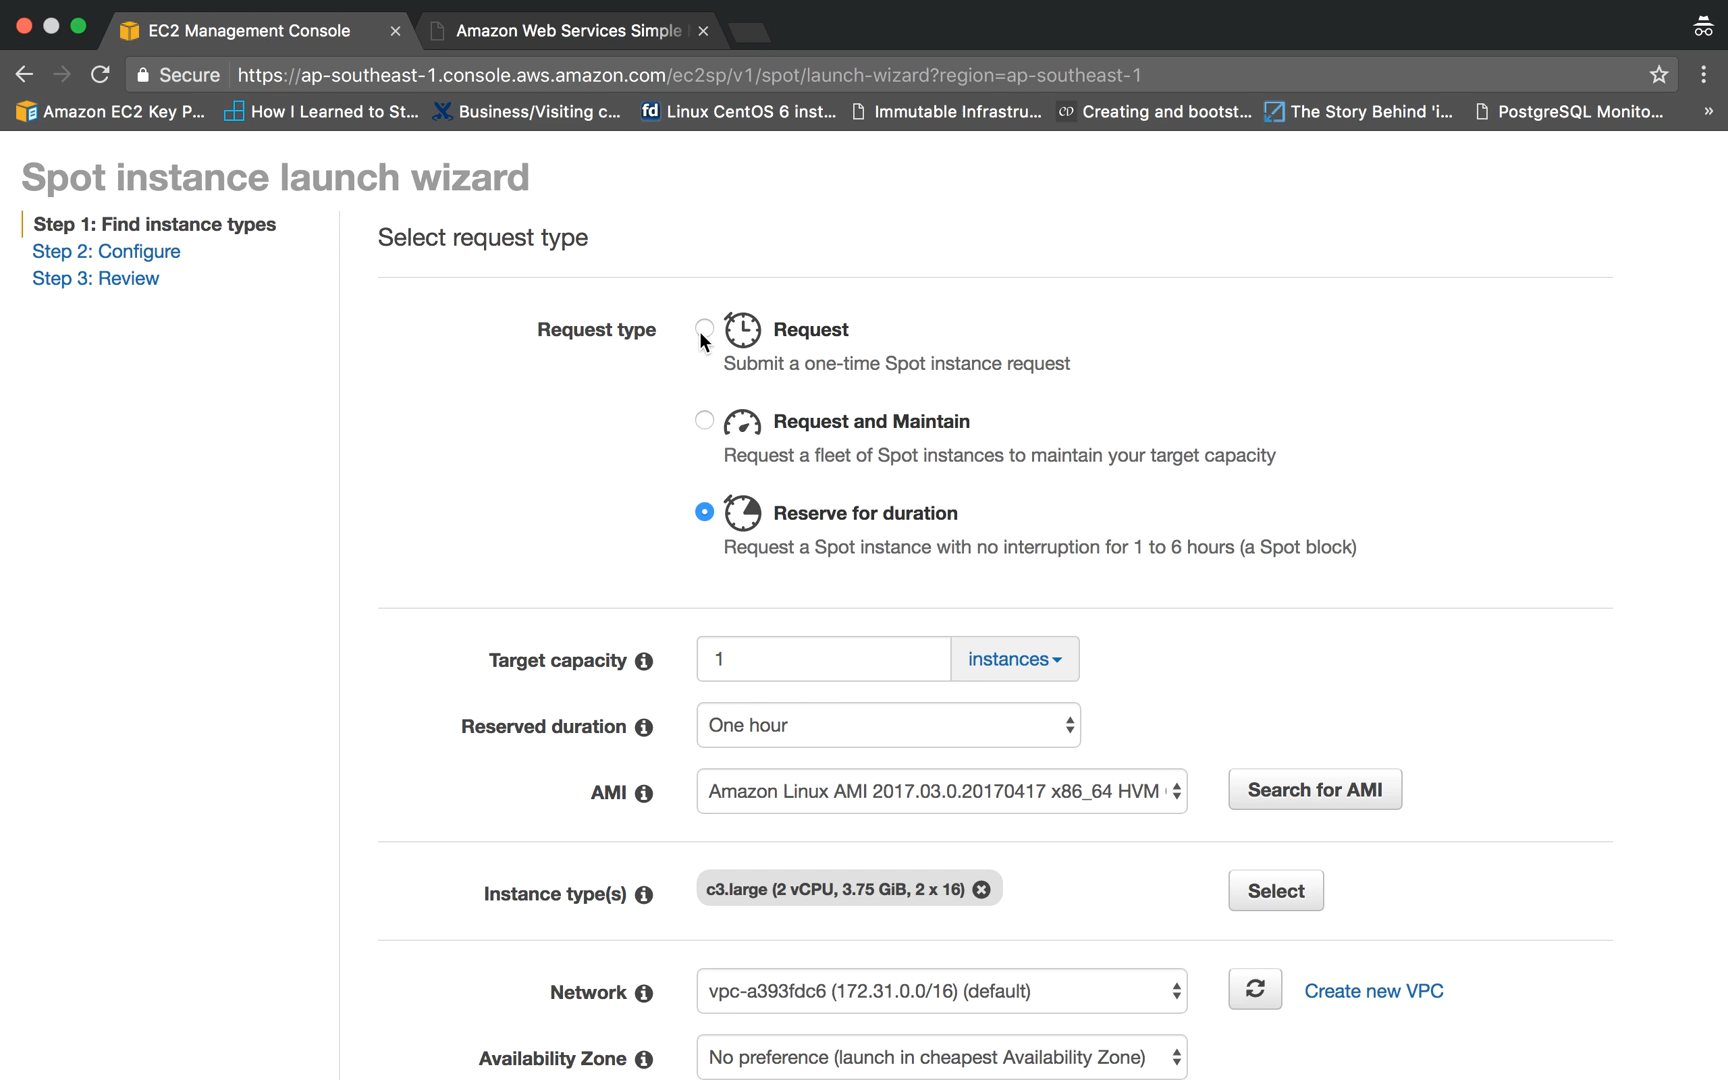 EC2 Management Console
Amazon Web Services Simple
Secure https://ap-southeast-1.console.aws.amazon.com/ec2sp/v1/spot/launch-wizard?region=ap-southeast-1
Amazon EC2 Key P... How I Learned to St... Business/Visiting c... fd Linux CentOS 6 inst... Immutable Infrastru... Creating and bootst... The Story Behind 'i... PostgreSQL Monito... »
Spot instance launch wizard
Step 1: Find instance types
Step 2: Configure
Step 3: Review
Select request type
Request type
Request
Submit a one-time Spot instance request
Request and Maintain
Request a fleet of Spot instances to maintain your target capacity
Reserve for duration
Request a Spot instance with no interruption for 1 to 6 hours (a Spot block)
Target capacity 1 instances
Reserved duration One hour
AMI Amazon Linux AMI 2017.03.0.20170417 x86_64 HVM Search for AMI
Instance type(s) c3.large (2 vCPU, 3.75 GiB, 2 x 16) Select
Network vpc-a393fdc6 (172.31.0.0/16) (default) Create new VPC
Availability Zone No preference (launch in cheapest Availability Zone)